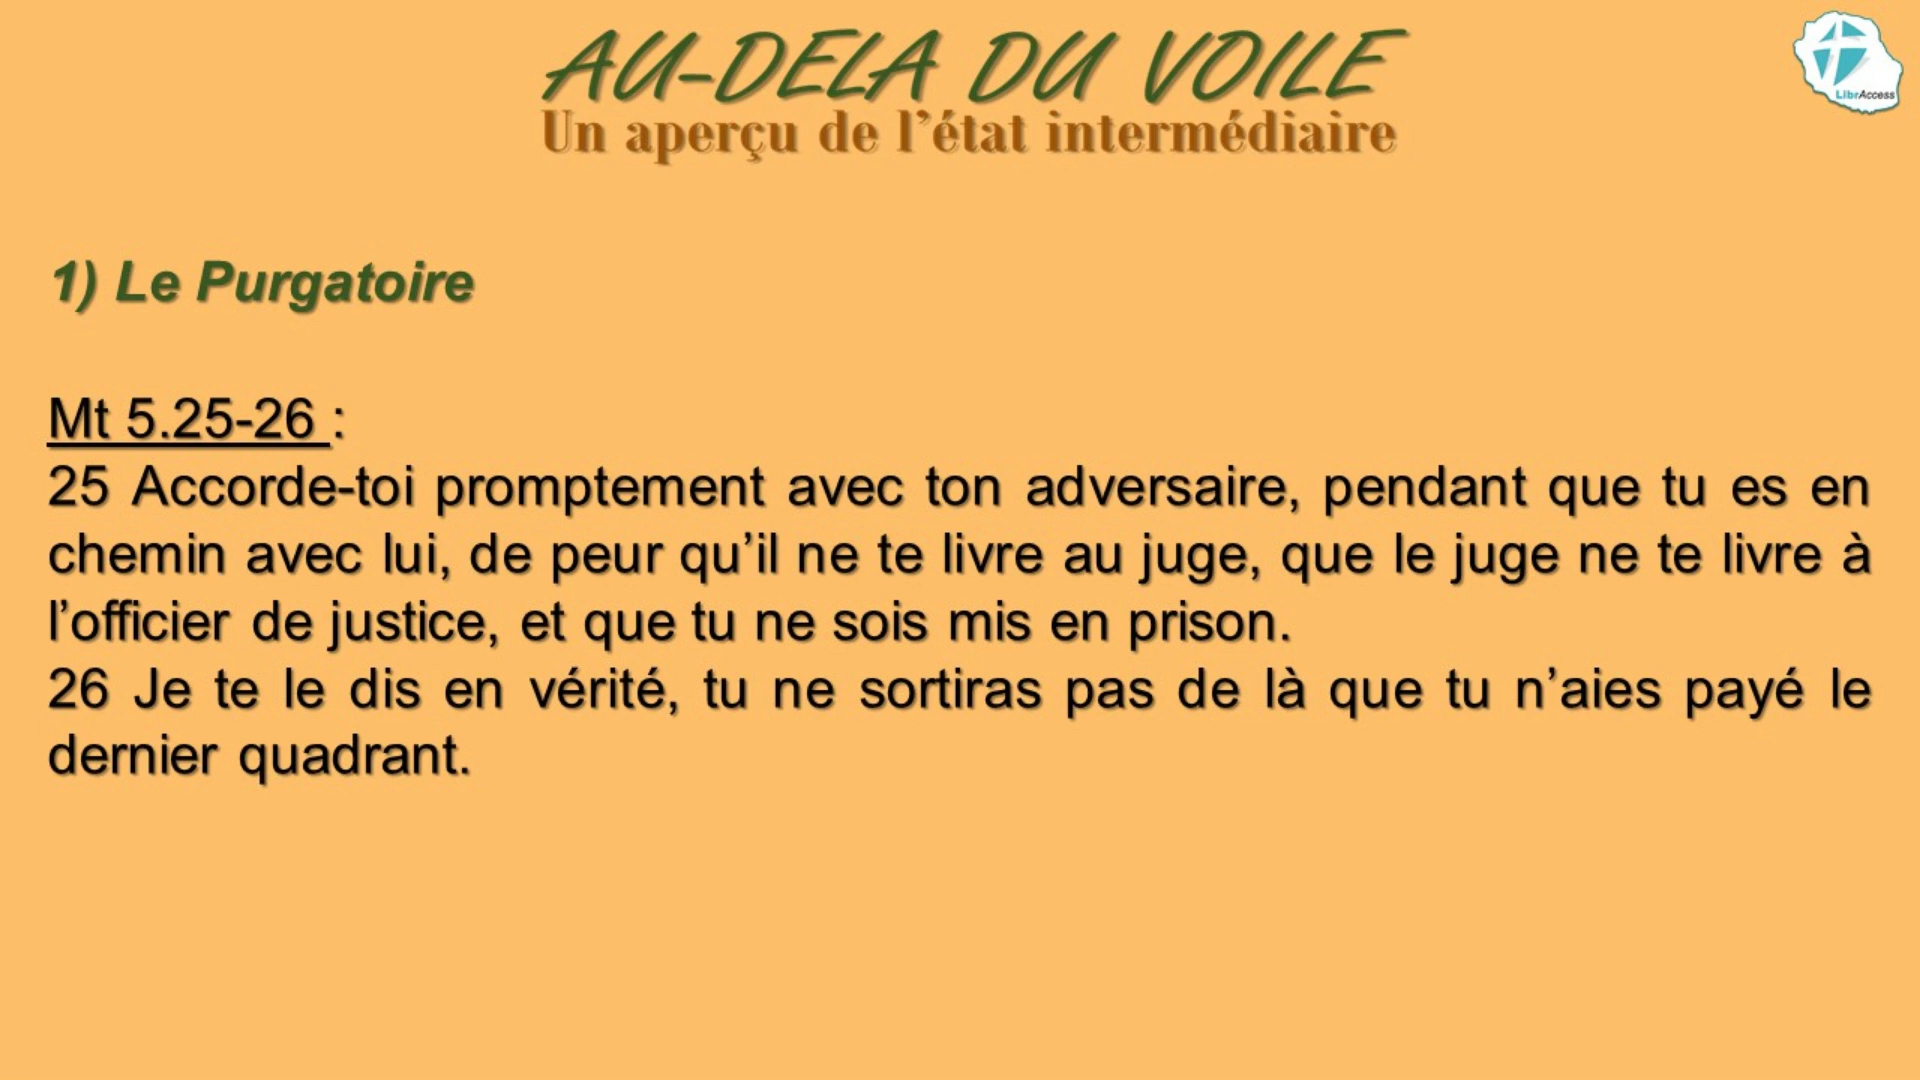 AU-DELA DU VOILE
Un aperçu de l’état intermédiaire
LibrAccess
1) Le Purgatoire
Mt 5.25-26 :
25 Accorde-toi promptement avec ton adversaire, pendant que tu es en
chemin avec lui, de peur qu’il ne te livre au juge, que le juge ne te livre à
l’officier de justice, et que tu ne sois mis en prison.
26 Je te le dis en vérité, tu ne sortiras pas de là que tu n’aies payé le
dernier quadrant.